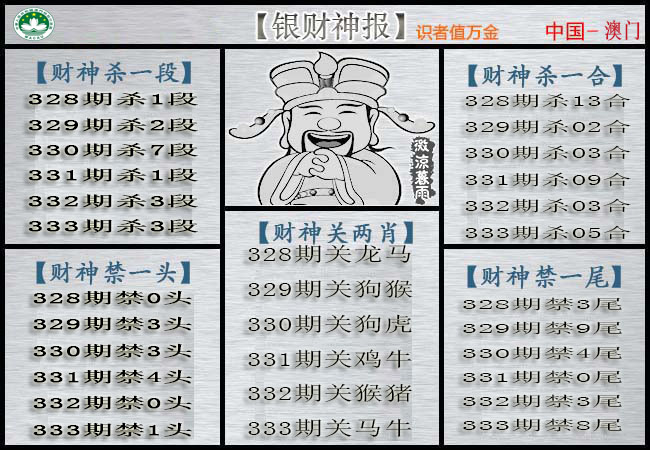 【银财神报】识者值万金
中国-澳门
【财神杀一段】
328期杀1段
329期杀2段
330期杀7段
331期杀1段
332期杀3段
333期杀3段
微凉暮雨
【财神杀一合】
328期杀13合
329期杀02合
330期杀03合
331期杀09合
332期杀03合
333期杀05合
【财神禁一头】
328期禁0头
329期禁3头
330期禁3头
331期禁4头
332期禁0头
333期禁1头
【财神关两肖】
328期关龙马
329期关狗猴
330期关狗虎
331期关鸡牛
332期关猴猪
333期关马牛
【财神禁一尾】
328期禁3尾
329期禁9尾
330期禁4尾
331期禁0尾
332期禁3尾
333期禁8尾